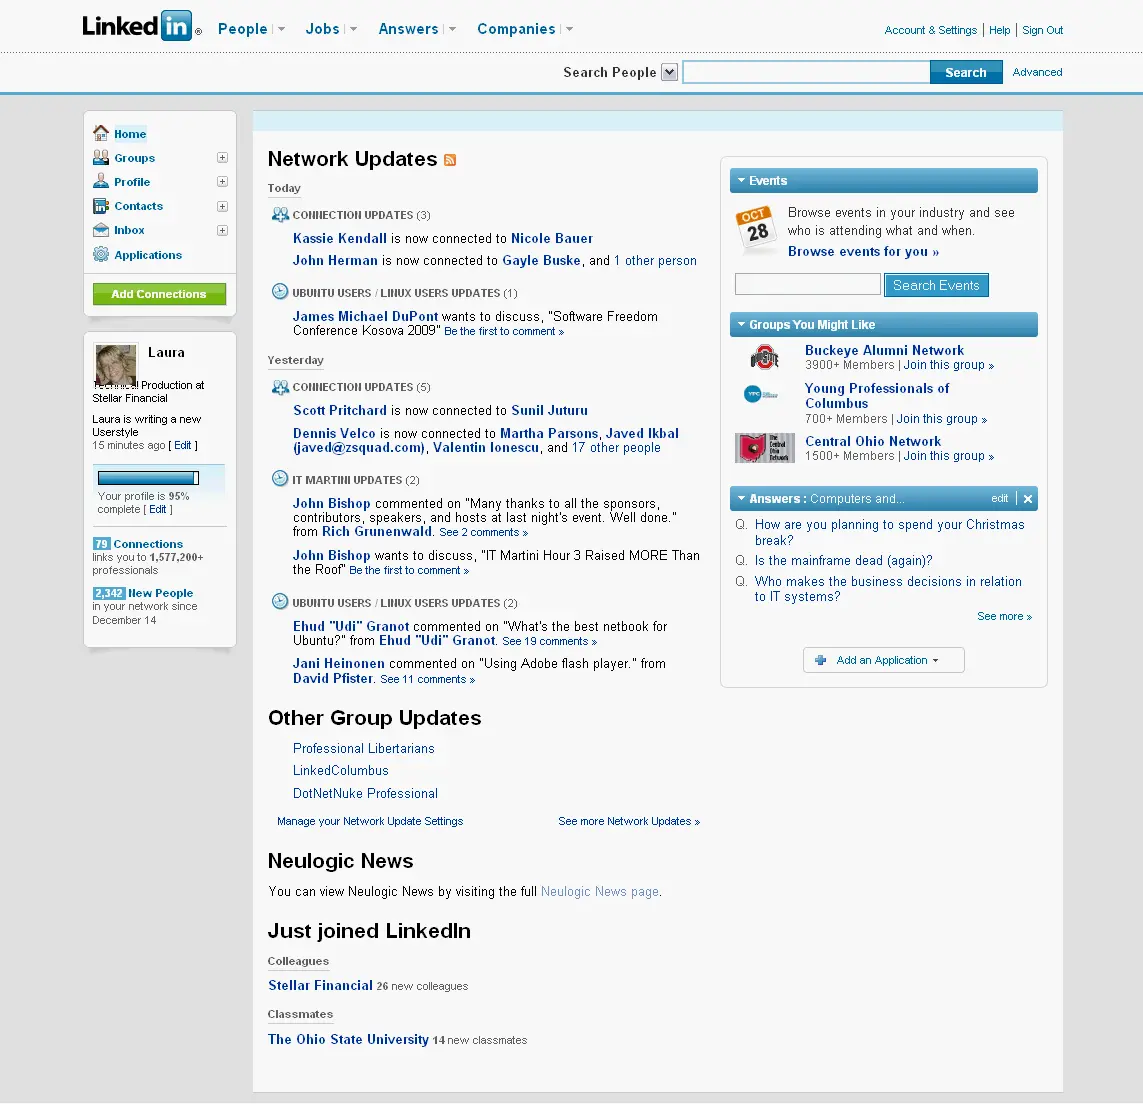 Linked in ®
People
Jobs
Answers
Companies
Account & Settings | Help | Sign Out
Search People
Search
Advanced
Home
Groups
Profile
Contacts
Inbox
Applications
Add Connections
Laura
Technical Production at
Stellar Financial
Laura is writing a new
Userstyle
15 minutes ago [ Edit ]
Your profile is 95%
complete [ Edit ]
79 Connections
links you to 1,577,200+
professionals
2,342 New People
in your network since
December 14
Network Updates
Today
CONNECTION UPDATES (3)
Kassie Kendall is now connected to Nicole Bauer
John Herman is now connected to Gayle Buske, and 1 other person
UBUNTU USERS / LINUX USERS UPDATES (1)
James Michael DuPont wants to discuss, "Software Freedom
Conference Kosova 2009" Be the first to comment »
Yesterday
CONNECTION UPDATES (5)
Scott Pritchard is now connected to Sunil Juturu
Dennis Velco is now connected to Martha Parsons, Javed Ikbal
(javed@zsquad.com), Valentin Ionescu, and 17 other people
IT MARTINI UPDATES (2)
John Bishop commented on "Many thanks to all the sponsors,
contributors, speakers, and hosts at last night's event. Well done."
from Rich Grunenwald. See 2 comments »
John Bishop wants to discuss, "IT Martini Hour 3 Raised MORE Than
the Roof" Be the first to comment »
UBUNTU USERS / LINUX USERS UPDATES (2)
Ehud "Udi" Granot commented on "What's the best netbook for
Ubuntu?" from Ehud "Udi" Granot. See 19 comments »
Jani Heinonen commented on "Using Adobe flash player." from
David Pfister. See 11 comments »
Other Group Updates
Professional Libertarians
LinkedColumbus
DotNetNuke Professional
Manage your Network Update Settings
See more Network Updates »
Neulogic News
You can view Neulogic News by visiting the full Neulogic News page.
Just joined LinkedIn
Colleagues
Stellar Financial 26 new colleagues
Classmates
The Ohio State University 14 new classmates
Events
OCT
28
Browse events in your industry and see
who is attending what and when.
Browse events for you »
Search Events
Groups You Might Like
OHIO STATE
Buckeye Alumni Network
3900+ Members | Join this group »
YPC
Young Professionals of
Columbus
700+ Members | Join this group »
The
Central
Ohio
Network
Central Ohio Network
1500+ Members | Join this group »
Answers : Computers and...
edit | ×
Q. How are you planning to spend your Christmas
break?
Q. Is the mainframe dead (again)?
Q. Who makes the business decisions in relation
to IT systems?
See more »
Add an Application